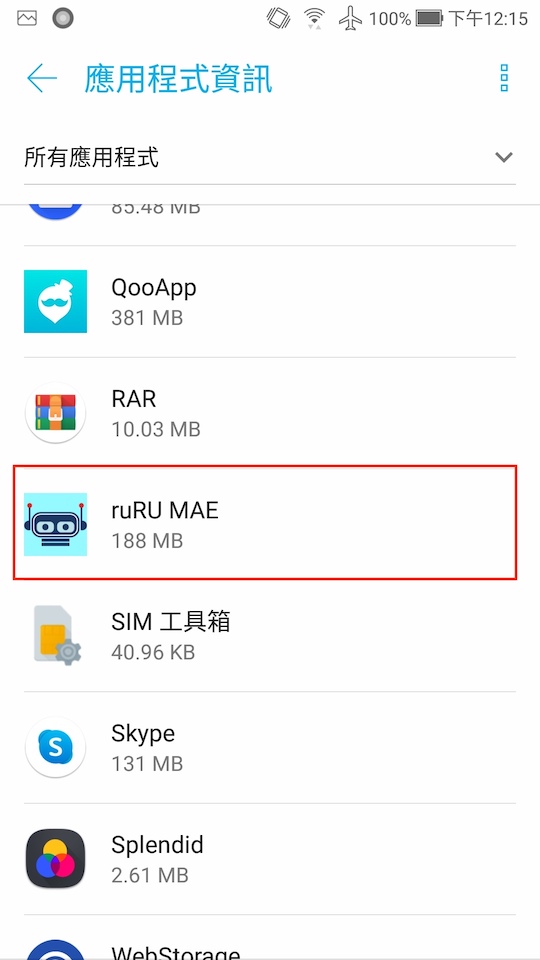 100% 下午12:15
應用程式資訊
所有應用程式
85.48 MB
QooApp
381 MB
RAR
10.03 MB
ruRU MAE
188 MB
SIM 工具箱
40.96 KB
Skype
131 MB
Splendid
2.61 MB
WebStorage